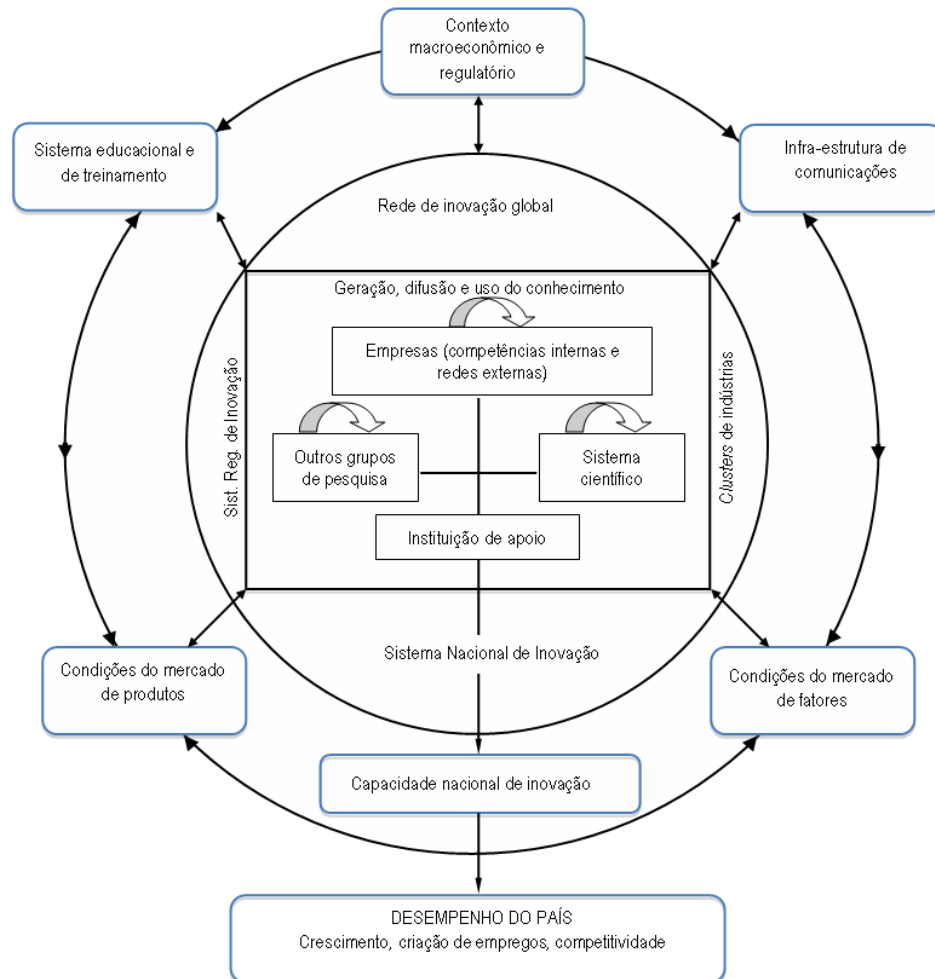 Contexto
macroeconômico e
regulatório
Sistema educacional e
de treinamento
Infra-estrutura de
comunicações
Rede de inovação global
Geração, difusão e uso do conhecimento
Empresas (competências internas e
redes externas)
Sist. Reg. de Inovação
Clusters de indústrias
Outros grupos
de pesquisa
Sistema
científico
Instituição de apoio
Sistema Nacional de Inovação
Condições do mercado
de produtos
Condições do mercado
de fatores
Capacidade nacional de inovação
DESEMPENHO DO PAÍS
Crescimento, criação de empregos, competitividade